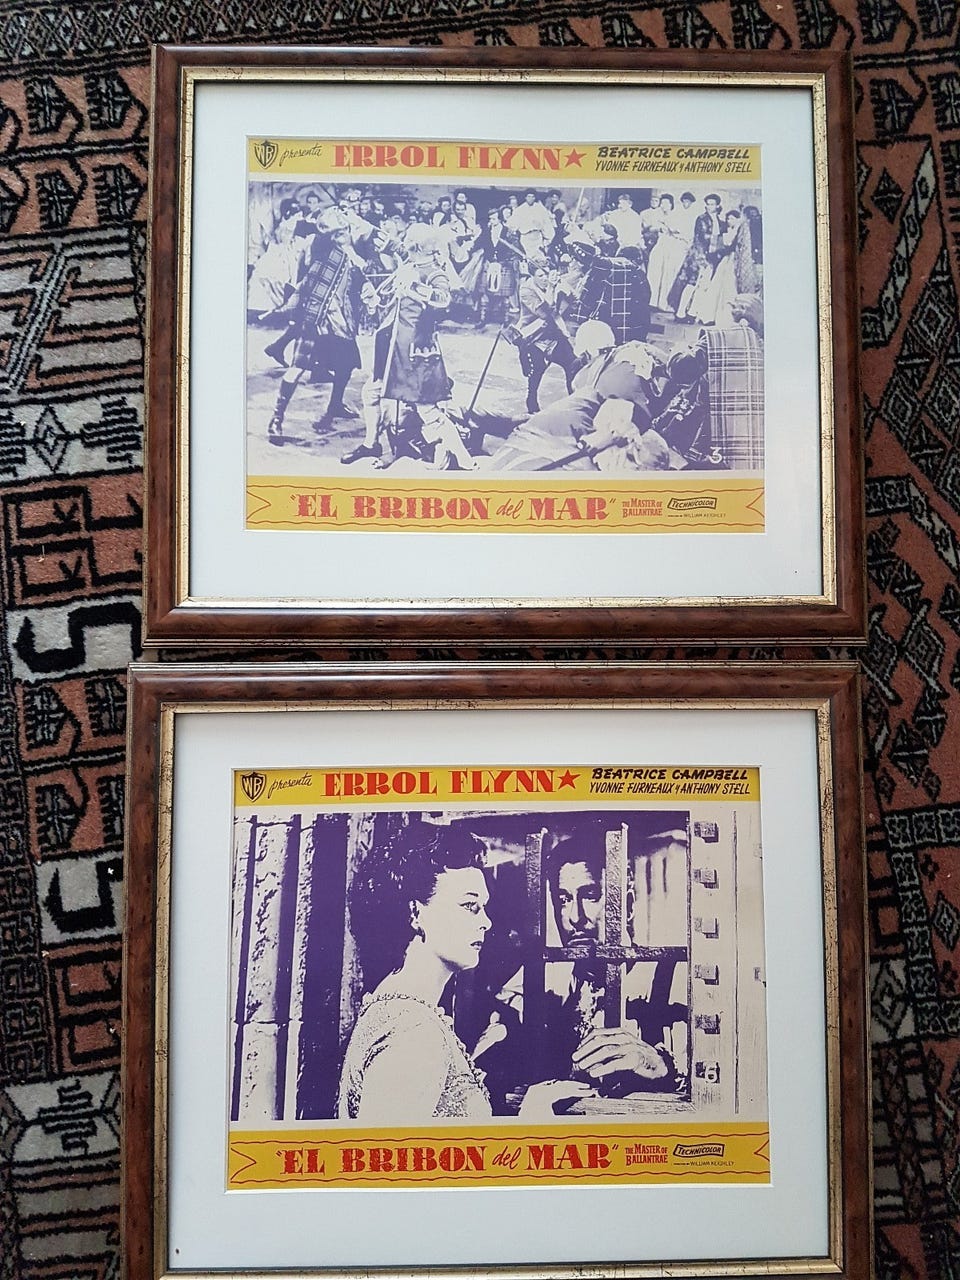 WB presenta ERROL FLYNN★ BEATRICE CAMPBELL
YVONNE FURNEAUX y ANTHONY STELL
3
"EL BRIBON del MAR" THE MASTER OF
BALLANTRAE
TECHNICOLOR
WILLIAM KEIGHLEY
WB presenta ERROL FLYNN★ BEATRICE CAMPBELL
YVONNE FURNEAUX y ANTHONY STELL
6
"EL BRIBON del MAR" THE MASTER OF
BALLANTRAE
TECHNICOLOR
WILLIAM KEIGHLEY